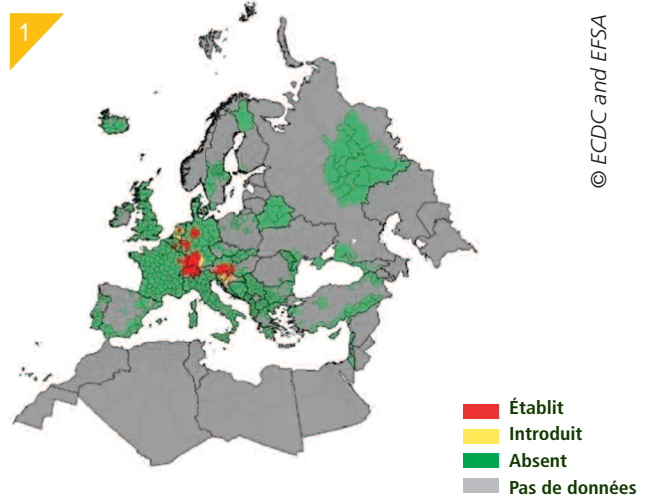 1
© ECDC and EFSA
Établit
Introduit
Absent
Pas de données